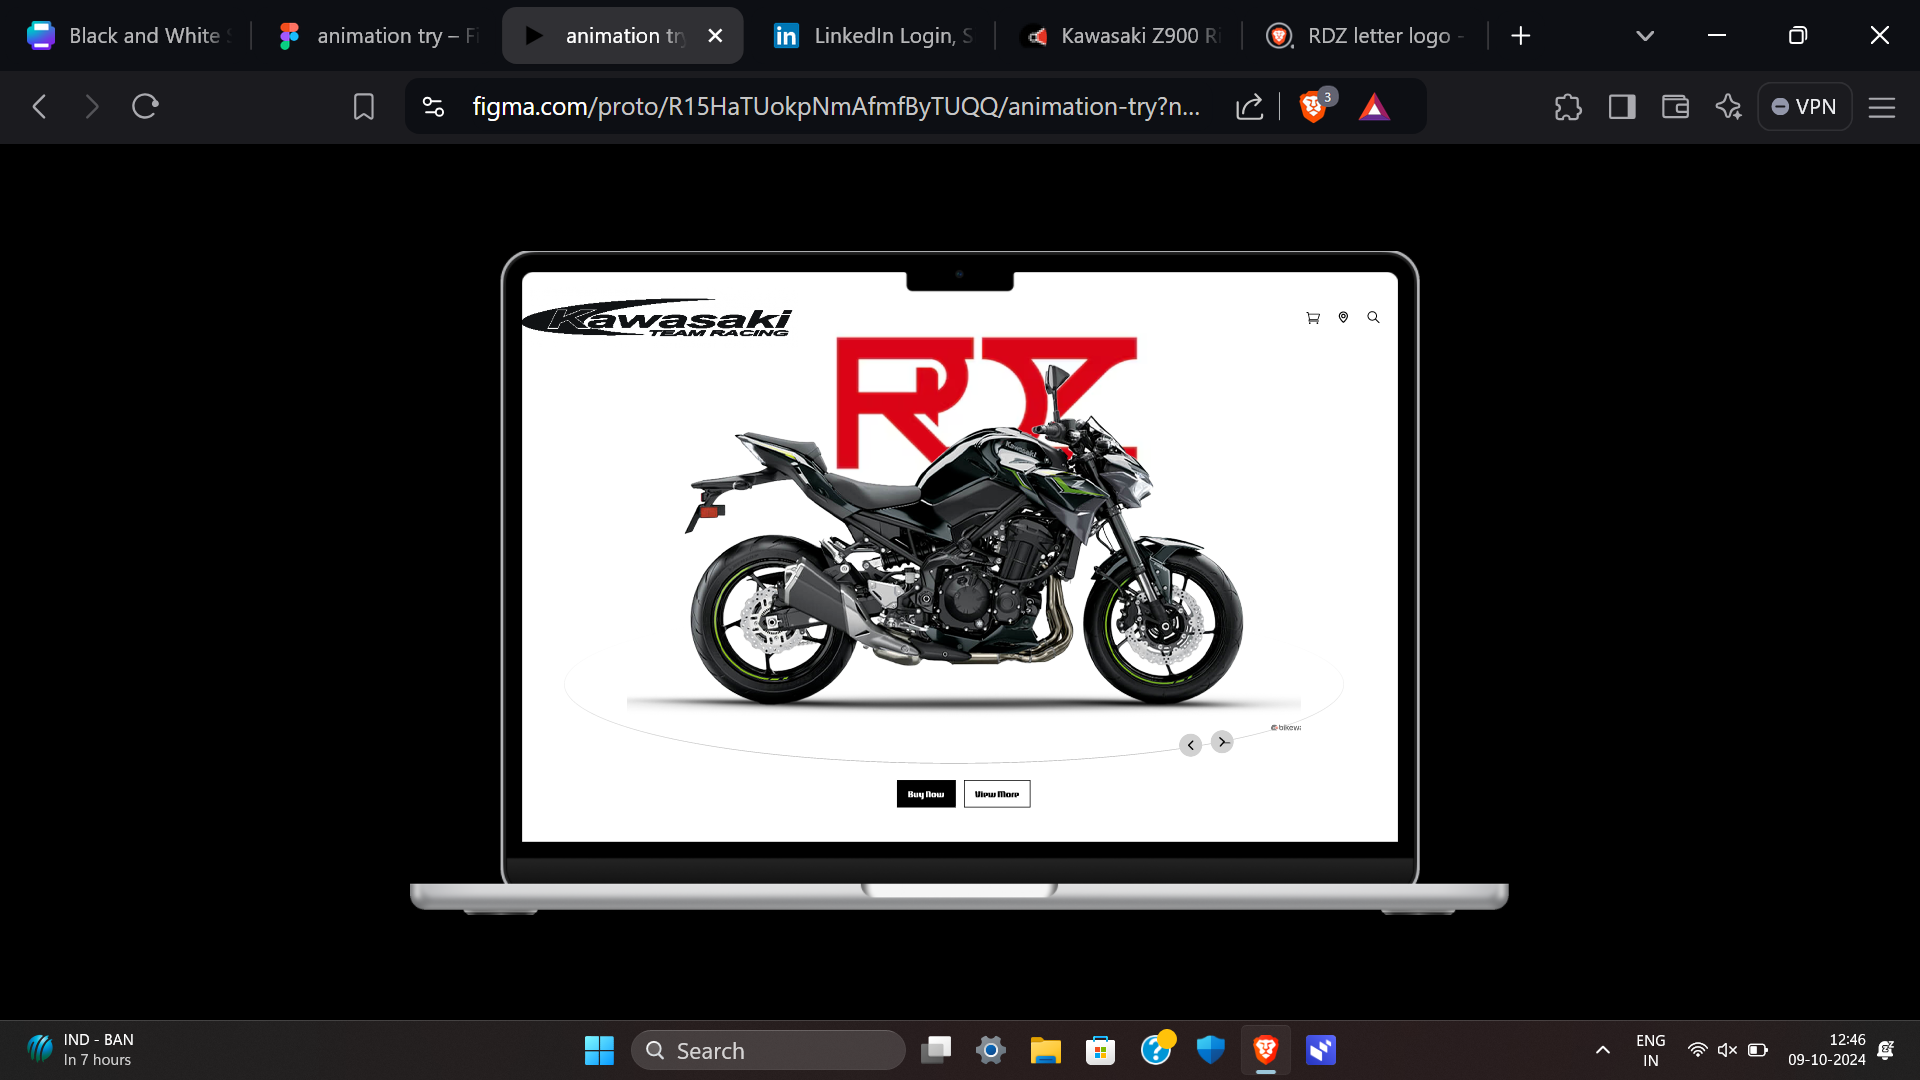 Black and White S
animation try – Fi
animation try
LinkedIn Login, S
Kawasaki Z900 Ri
RDZ letter logo -
figma.com/proto/R15HaTUokpNmAfmfByTUQQ/animation-try?n...
3
VPN
Kawasaki
TEAM RACING
RDZ
Kawasaki
Z
Buy Now
View More
IND - BAN
In 7 hours
Search
ENG
IN
12:46
09-10-2024